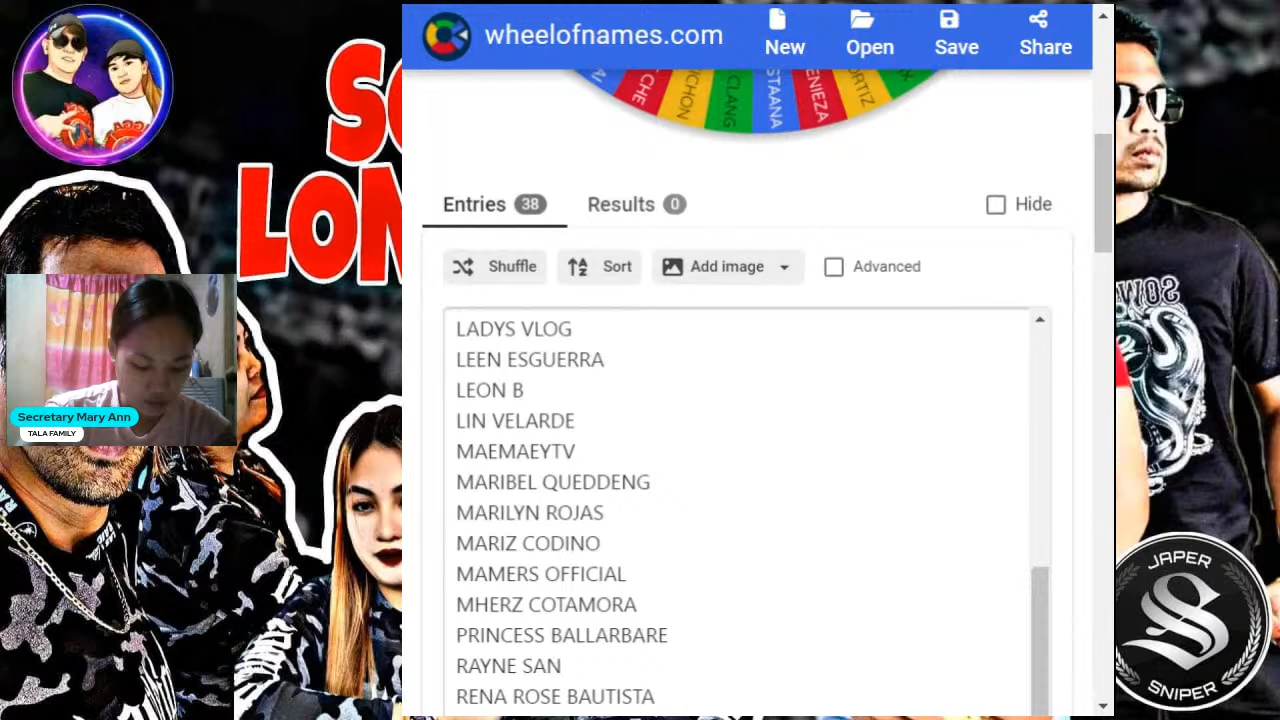 wheelofnames.com
New
Open
Save
Share
CHE
CHON
CLANG
STAANA
ENIEZA
ORTIZ
LON
Entries 38
Results 0
Hide
Shuffle
Sort
Add image
Advanced
LADYS VLOG
LEEN ESGUERRA
LEON B
LIN VELARDE
MAEMAEYTV
MARIBEL QUEDDENG
MARILYN ROJAS
MARIZ CODINO
MAMERS OFFICIAL
MHERZ COTAMORA
PRINCESS BALLARBARE
RAYNE SAN
RENA ROSE BAUTISTA
Secretary Mary Ann
TALA FAMILY
JAPER
S
SNIPER